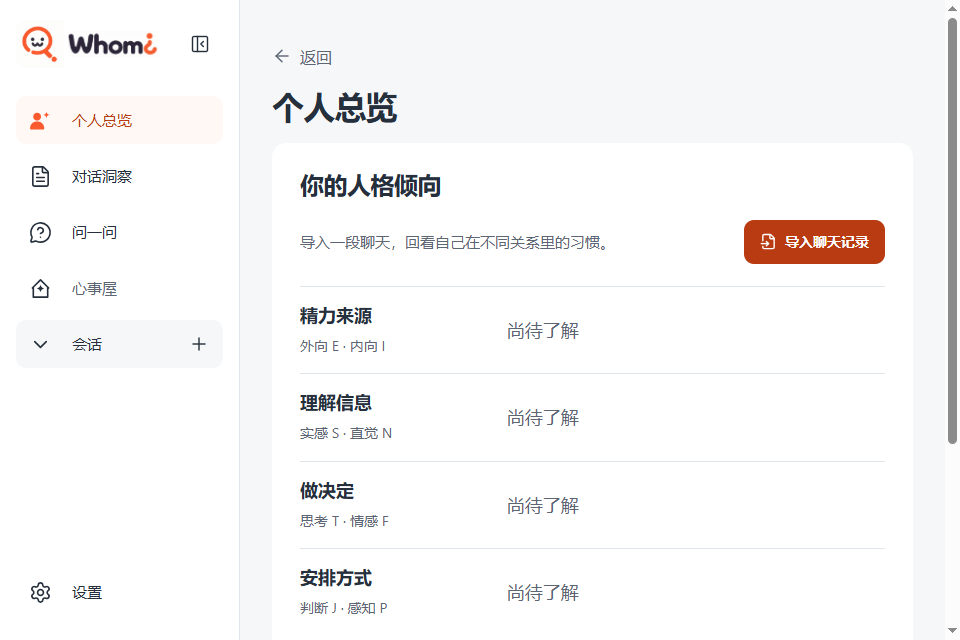 Whomi
个人总览
对话洞察
问一问
心事屋
会话
设置
返回
个人总览
你的人格倾向
导入一段聊天，回看自己在不同关系里的习惯。
导入聊天记录
精力来源
外向 E · 内向 I
尚待了解
理解信息
实感 S · 直觉 N
尚待了解
做决定
思考 T · 情感 F
尚待了解
安排方式
判断 J · 感知 P
尚待了解